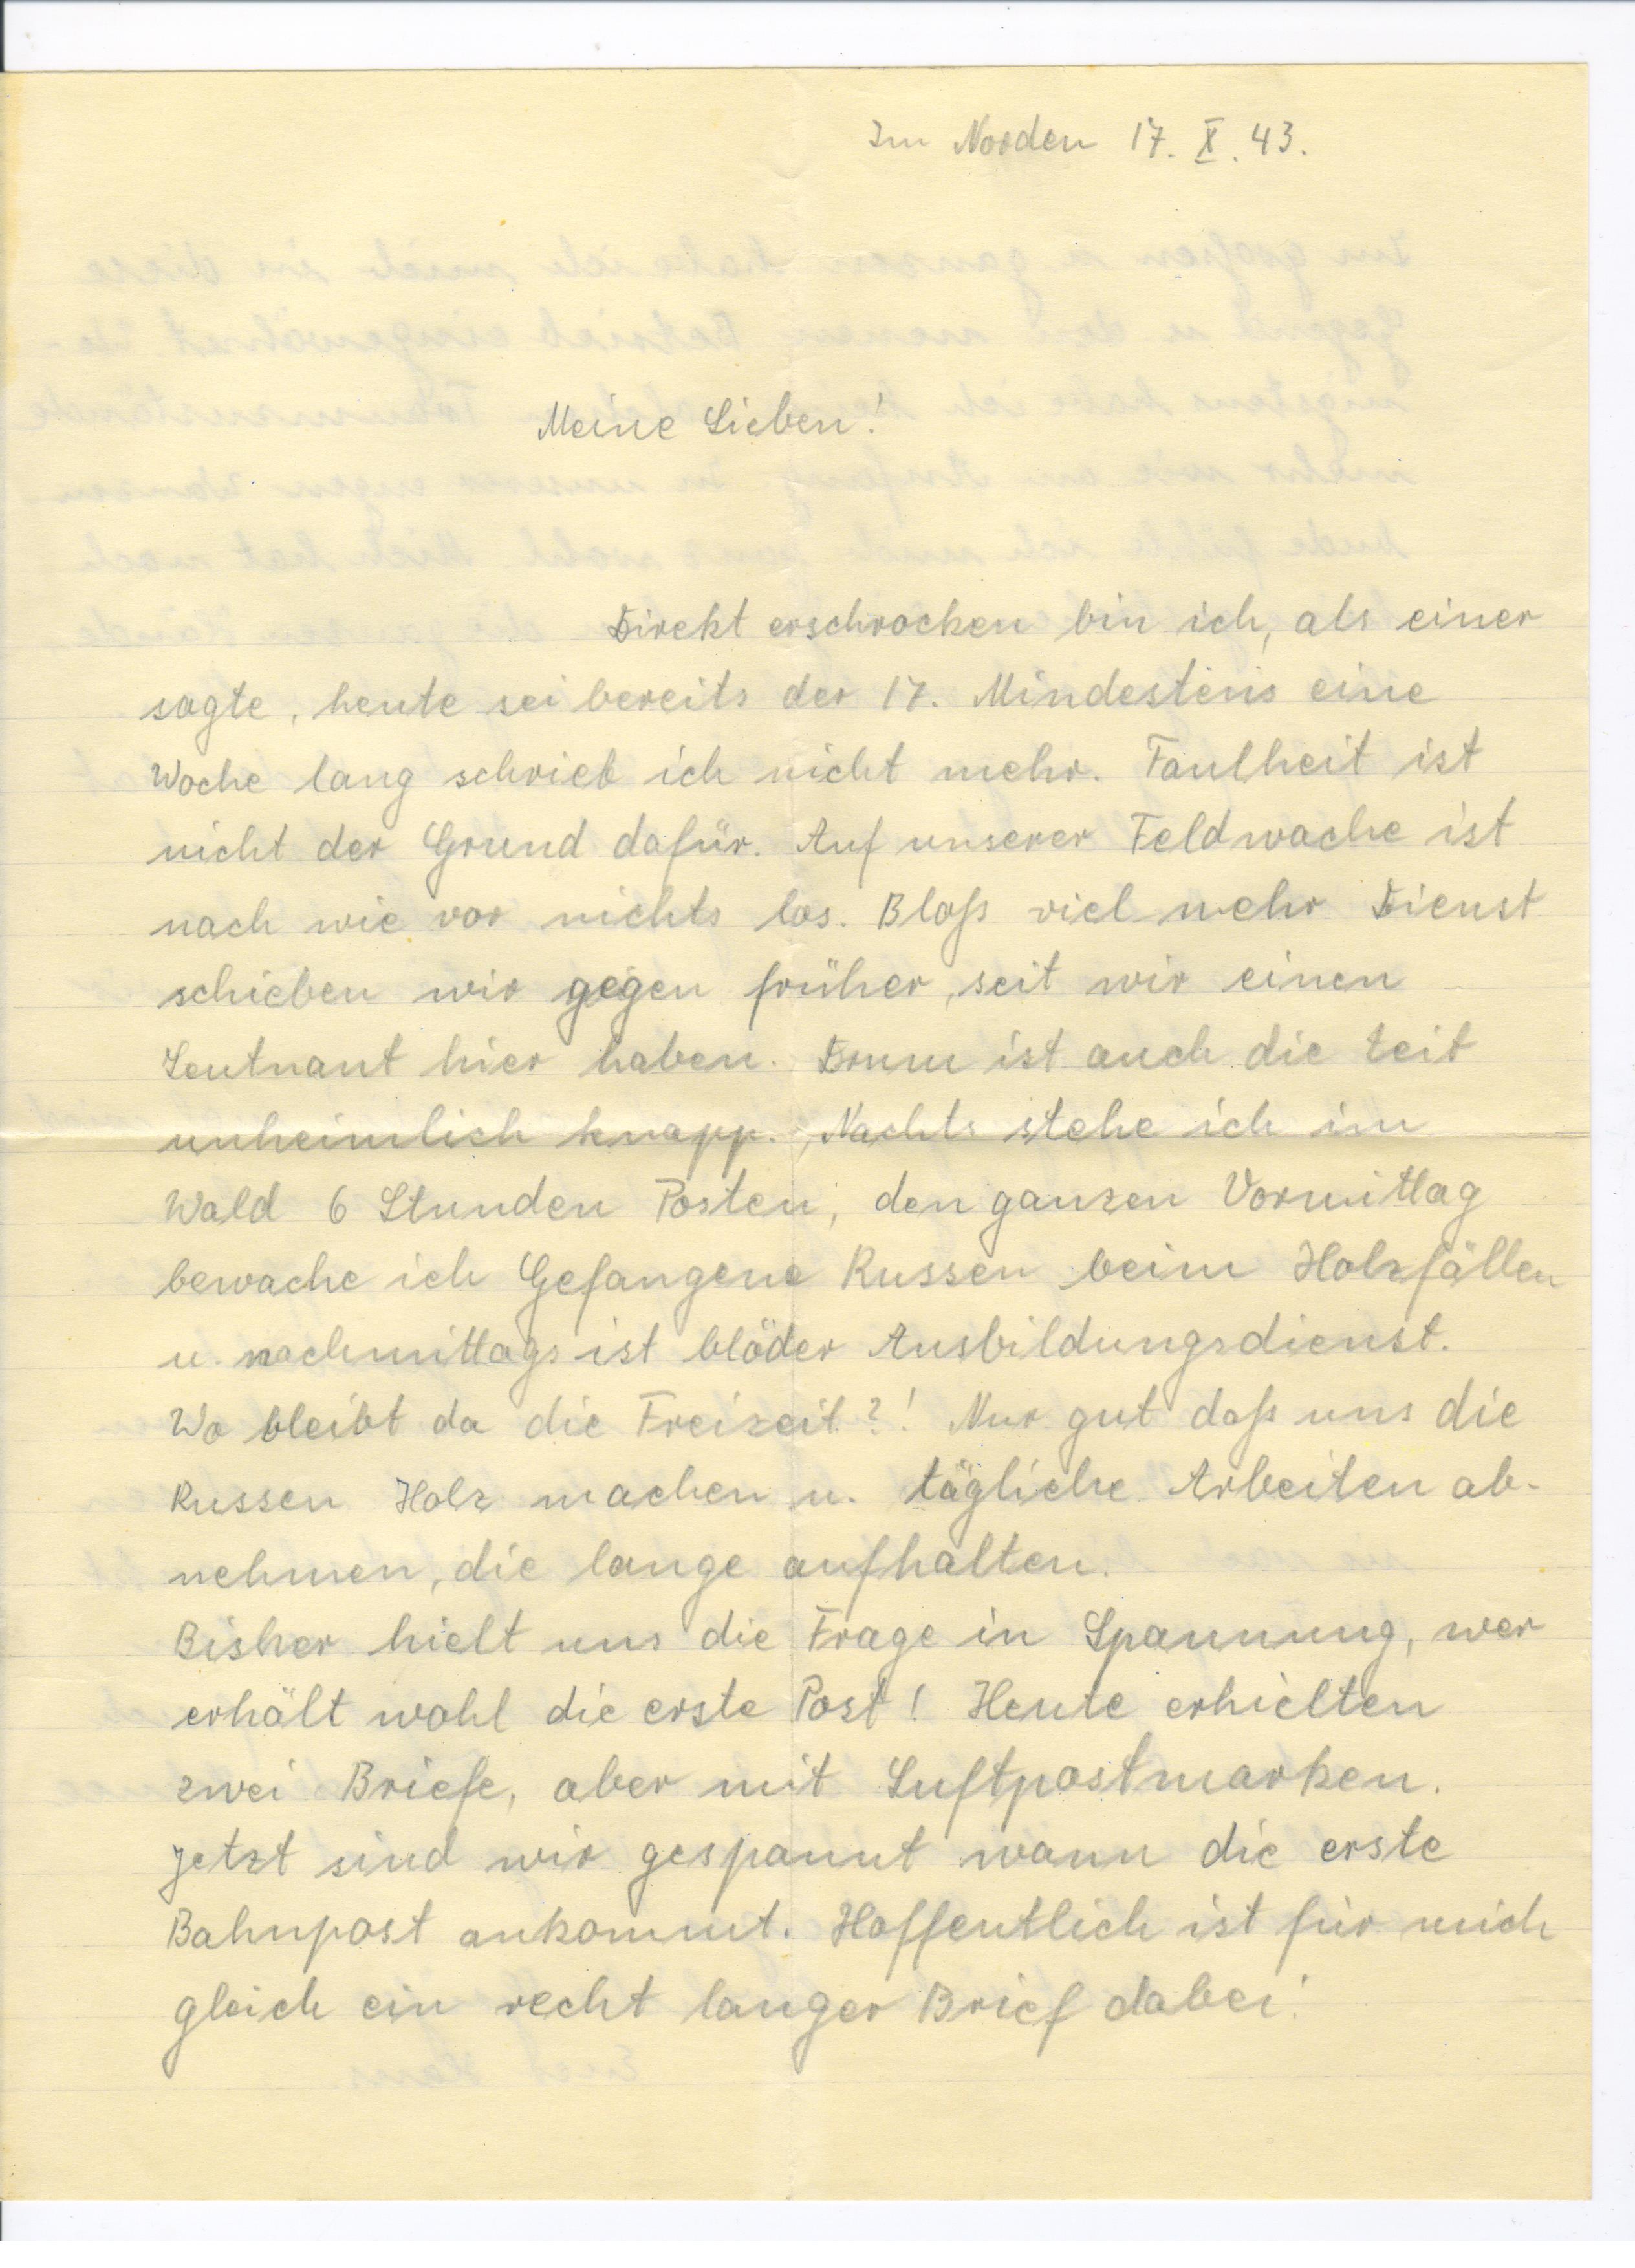 Im Norden 17. X. 43.
Meine Lieben!
Direkt erschrocken bin ich, als einer
sagte, heute sei bereits der 17. Mindestens eine
Woche lang schrieb ich nicht mehr. Faulheit ist
nicht der Grund dafür. Auf unserer Feldwache ist
nach wie vor nichts los. Bloß viel mehr Dienst
schieben wir gegen früher, seit wir einen
Leutnant hier haben. Drum ist auch die Zeit
unheimlich knapp. Nachts stehe ich im
Wald 6 Stunden Posten, den ganzen Vormittag
bewache ich Gefangene Russen beim Holzfällen
u. nachmittags ist blöder Ausbildungsdienst.
Wo bleibt da die Freizeit?! Nur gut daß uns die
Russen Holz machen u. tägliche Arbeiten ab-
nehmen, die lange aufhalten.
Bisher hielt uns die Frage in Spannung, wer
erhält wohl die erste Post! Heute erhielten
zwei Briefe, aber mit Luftpostmarken.
Jetzt sind wir gespannt wann die erste
Bahnpost ankommt. Hoffentlich ist für mich
gleich ein recht langer Brief dabei!